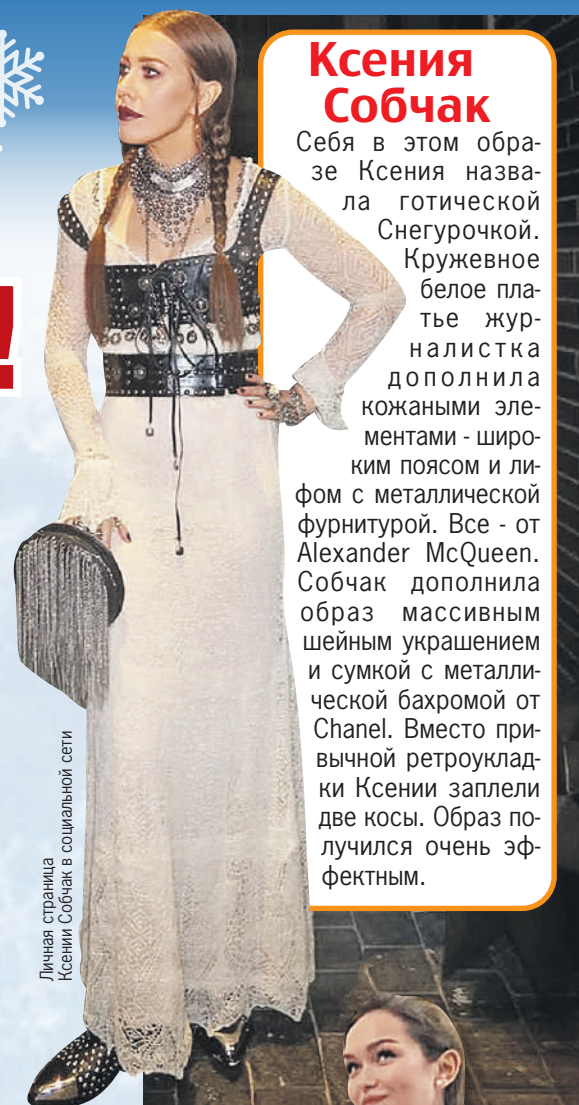 !
Ксения
Собчак
Себя в этом обра-
зе Ксения назва-
ла готической
Снегурочкой.
Кружевное
белое пла-
тье жур-
налистка
дополнила
кожаными эле-
ментами - широ-
ким поясом и ли-
фом с металлической
фурнитурой. Все - от
Alexander McQueen.
Собчак дополнила
образ массивным
шейным украшением
и сумкой с металли-
ческой бахромой от
Chanel. Вместо при-
вычной ретроуклад-
ки Ксении заплели
две косы. Образ по-
лучился очень эф-
фектным.
Личная страница
Ксении Собчак в социальной сети